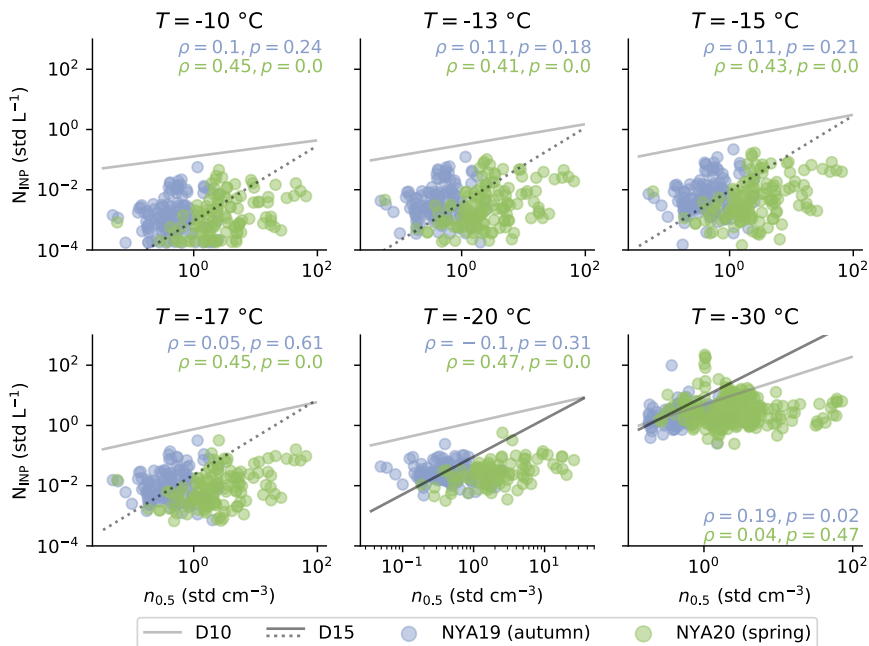 T = -10 °C
T = -13 °C
T = -15 °C
N_INP (std L⁻¹)
10²
10⁰
10⁻²
10⁻⁴
ρ = 0.1, p = 0.24
ρ = 0.45, p = 0.0
ρ = 0.11, p = 0.18
ρ = 0.41, p = 0.0
ρ = 0.11, p = 0.21
ρ = 0.43, p = 0.0
10⁰
10²
10⁰
10²
10⁰
10²
T = -17 °C
T = -20 °C
T = -30 °C
N_INP (std L⁻¹)
10²
10⁰
10⁻²
10⁻⁴
ρ = 0.05, p = 0.61
ρ = 0.45, p = 0.0
ρ = − 0.1, p = 0.31
ρ = 0.47, p = 0.0
ρ = 0.19, p = 0.02
ρ = 0.04, p = 0.47
10⁰
10²
10⁻¹
10⁰
10¹
10⁰
10²
n₀.₅ (std cm⁻³)
n₀.₅ (std cm⁻³)
n₀.₅ (std cm⁻³)
D10
D15
NYA19 (autumn)
NYA20 (spring)